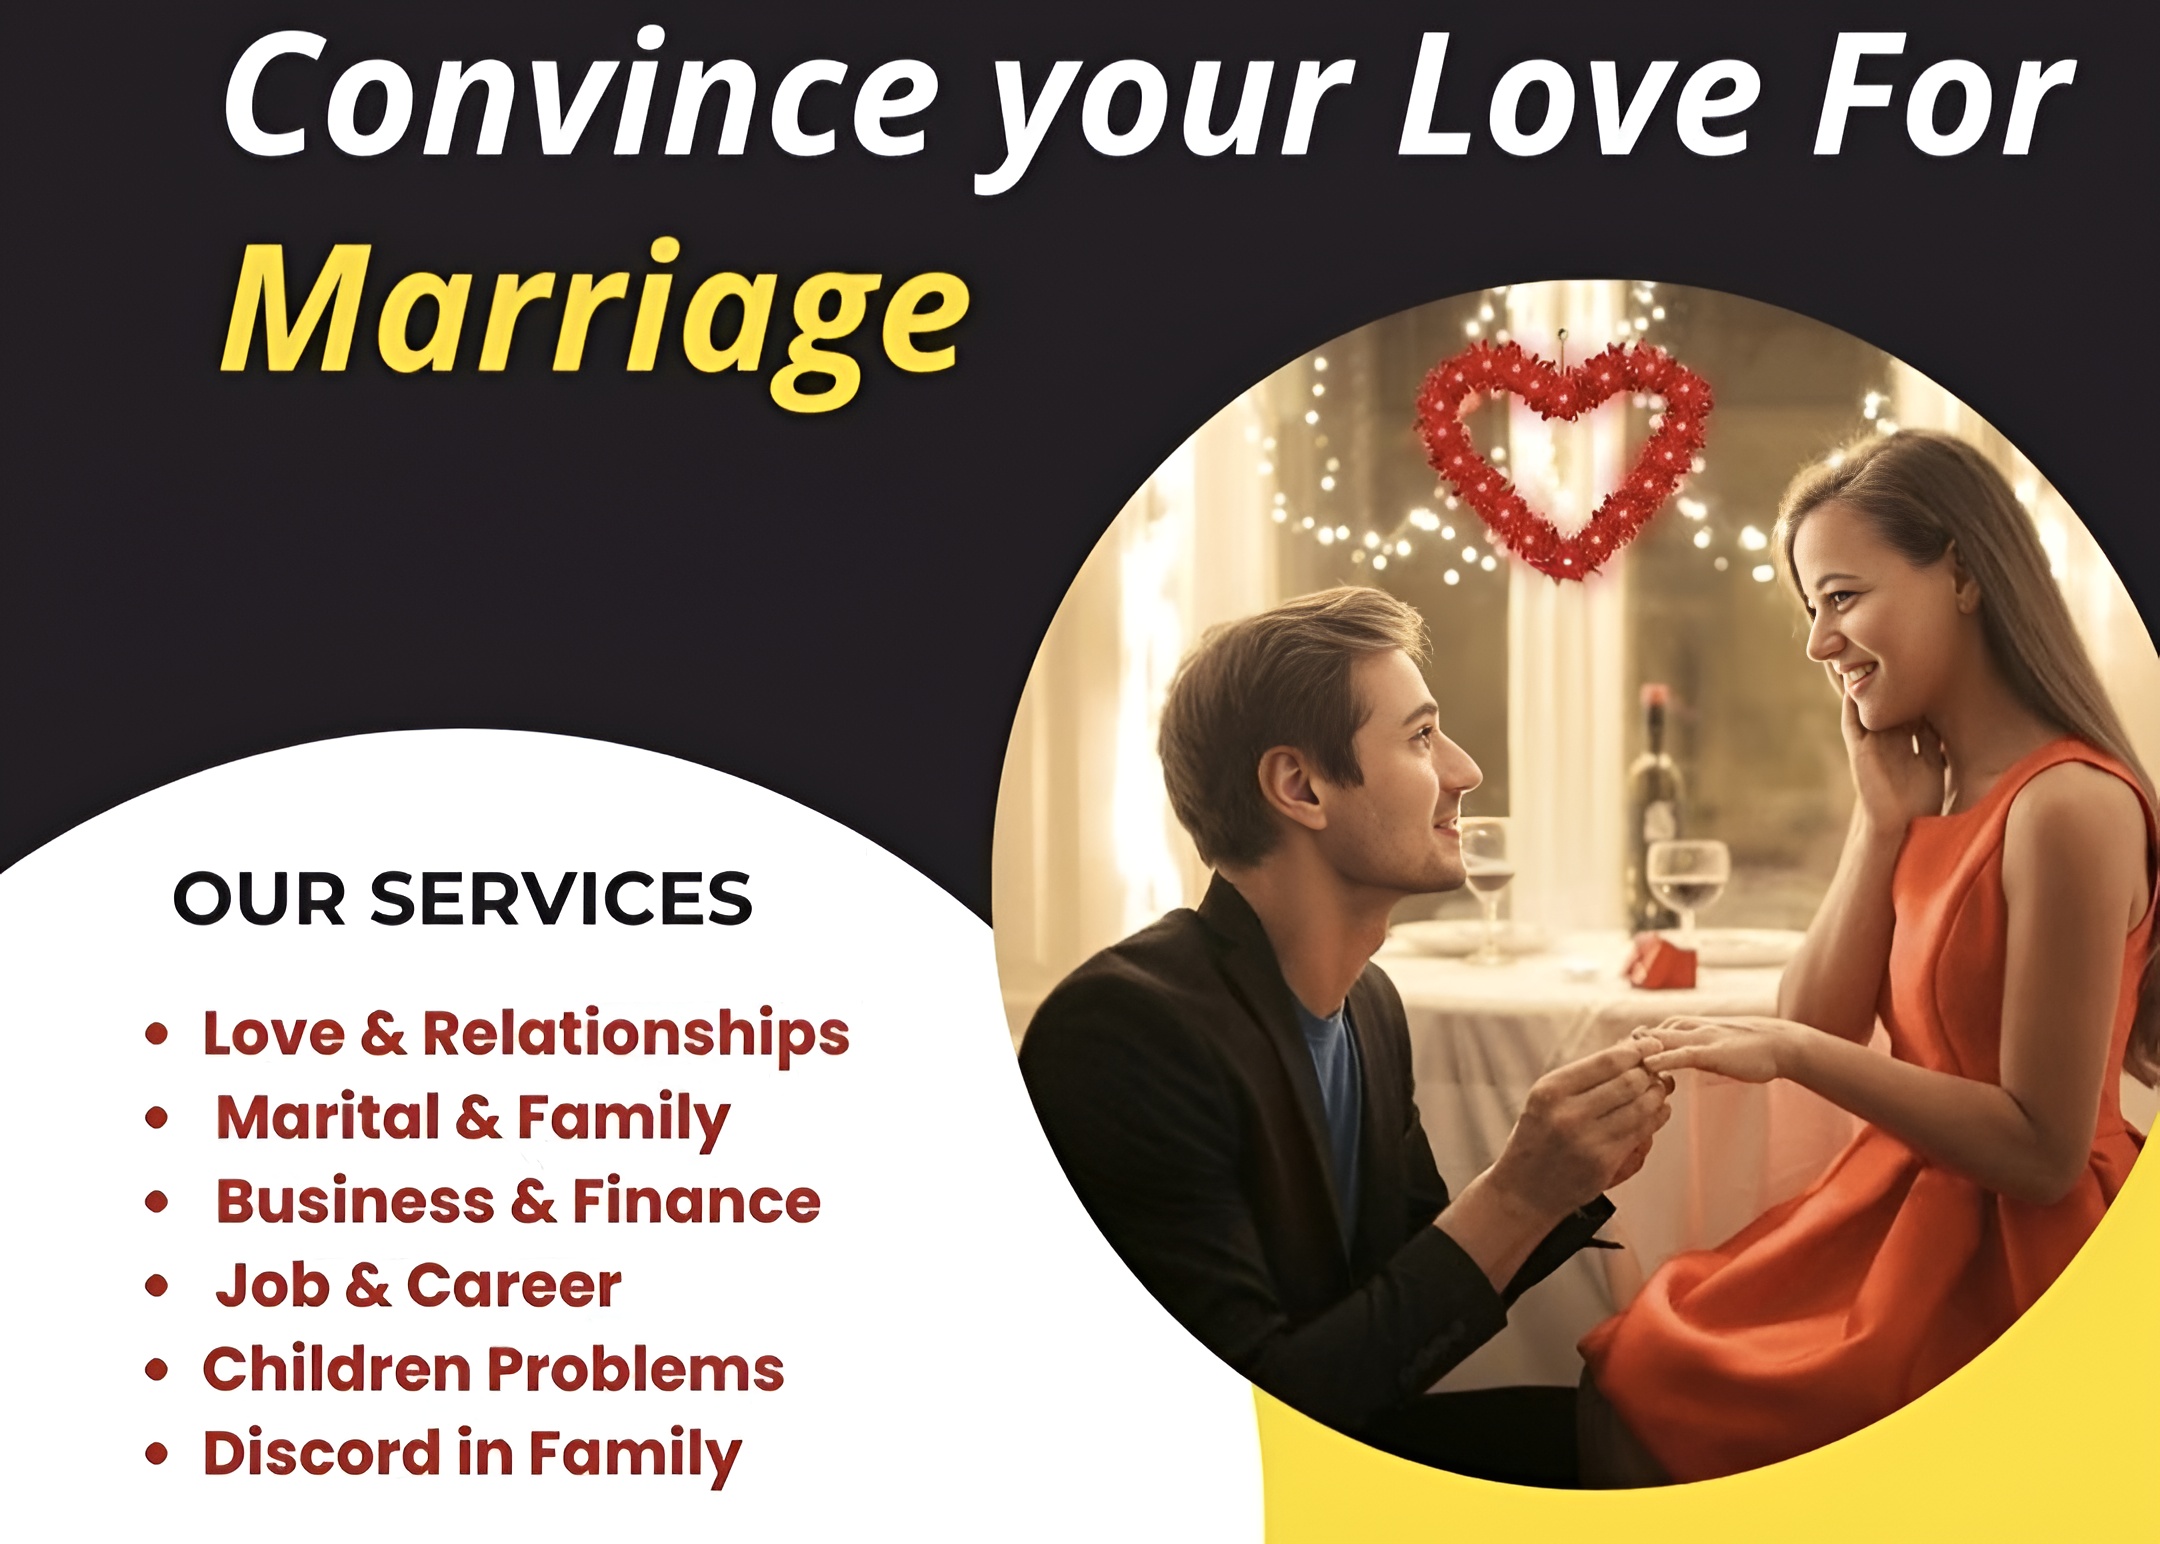 Convince your Love For
Marriage
OUR SERVICES
• Love & Relationships
• Marital & Family
• Business & Finance
• Job & Career
• Children Problems
• Discord in Family